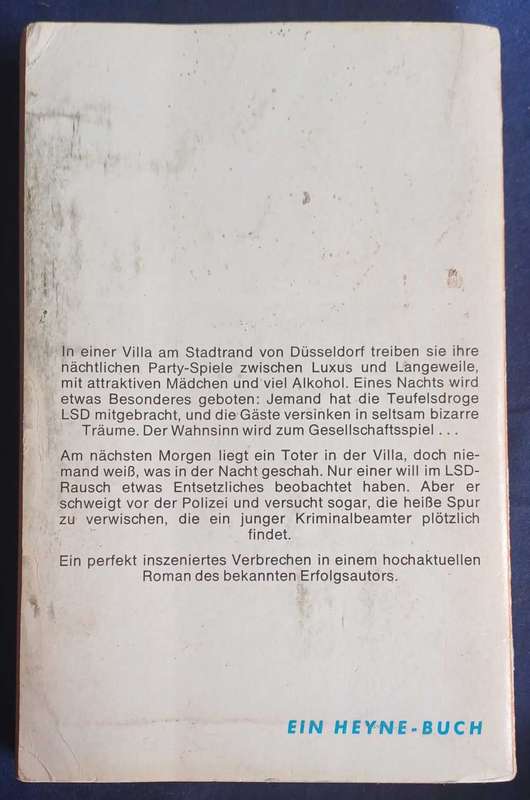 In einer Villa am Stadtrand von Düsseldorf treiben sie ihre
nächtlichen Party-Spiele zwischen Luxus und Langeweile,
mit attraktiven Mädchen und viel Alkohol. Eines Nachts wird
etwas Besonderes geboten: Jemand hat die Teufelsdroge
LSD mitgebracht, und die Gäste versinken in seltsam bizarre
Träume. Der Wahnsinn wird zum Gesellschaftsspiel . . .
Am nächsten Morgen liegt ein Toter in der Villa, doch nie-
mand weiß, was in der Nacht geschah. Nur einer will im LSD-
Rausch etwas Entsetzliches beobachtet haben. Aber er
schweigt vor der Polizei und versucht sogar, die heiße Spur
zu verwischen, die ein junger Kriminalbeamter plötzlich
findet.
Ein perfekt inszeniertes Verbrechen in einem hochaktuellen
Roman des bekannten Erfolgsautors.
EIN HEYNE-BUCH